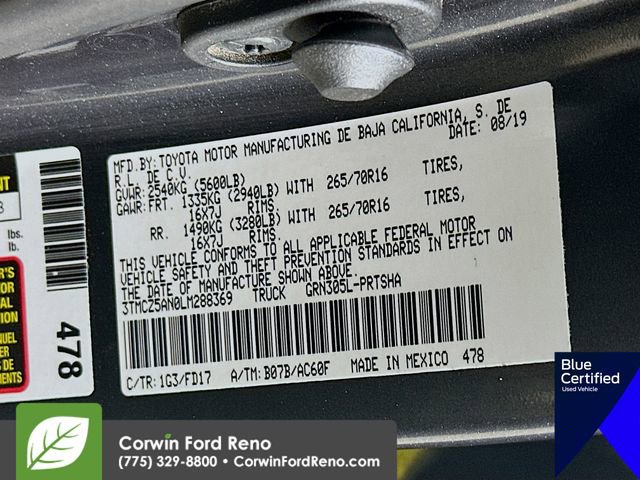 MFD.BY:TOYOTA MOTOR MANUFACTURING DE BAJA CALIFORNIA, S. DE
R.L. DE C.V. DATE: 08/19
GVWR: 2540KG (5600LB)
GAWR:FRT. 1335KG (2940LB) WITH 265/70R16 TIRES,
16X7J RIMS.
RR. 1490KG (3280LB) WITH 265/70R16 TIRES,
16X7J RIMS.
THIS VEHICLE CONFORMS TO ALL APPLICABLE FEDERAL MOTOR
VEHICLE SAFETY AND THEFT PREVENTION STANDARDS IN EFFECT ON
THE DATE OF MANUFACTURE SHOWN ABOVE.
3TMCZ5AN0LM288369 TRUCK GRN305L-PRTSHA
C/TR: 1G3/FD17 A/TM: B07B/AC60F MADE IN MEXICO 478
NT
lbs.
lb.
478
Blue
Certified
Used Vehicle
Corwin Ford Reno
(775) 329-8800 • CorwinFordReno.com